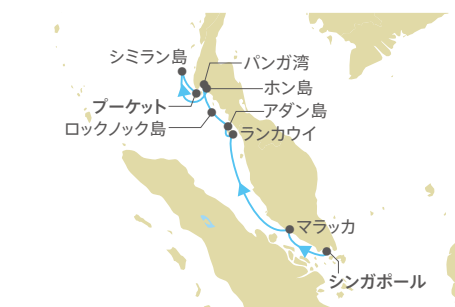 シミラン島
パンガ湾
ホン島
プーケット
アダン島
ロックノック島
ランカウイ
マラッカ
シンガポール